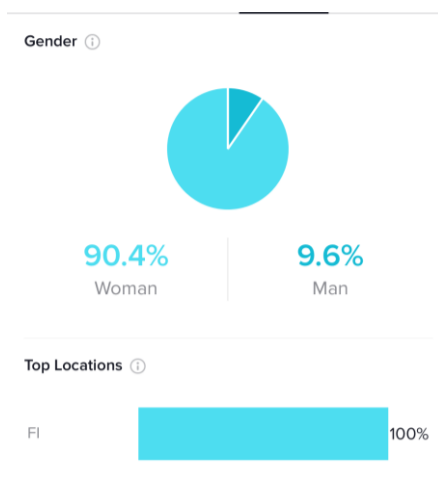 Gender
90.4% 9.6%
Woman Man
Top Locations
FI 100%